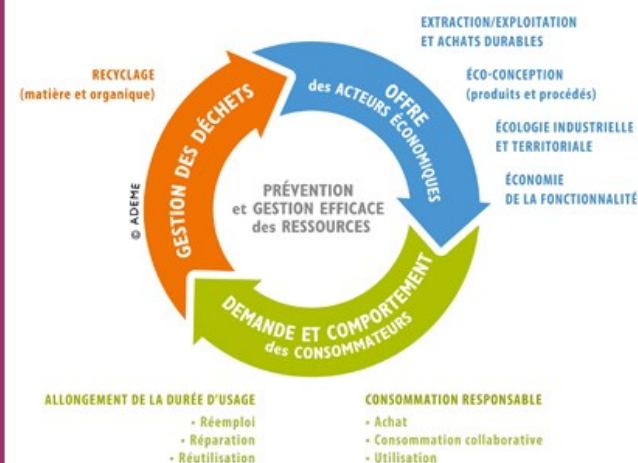 EXTRACTION/EXPLOITATION
ET ACHATS DURABLES
RECYCLAGE
(matière et organique)
ÉCO-CONCEPTION
(produits et procédés)
ÉCOLOGIE INDUSTRIELLE
ET TERRITORIALE
ÉCONOMIE
DE LA FONCTIONNALITÉ
OFFRE
des ACTEURS ÉCONOMIQUES
GESTION DES DÉCHETS
© ADEME
PRÉVENTION
et GESTION EFFICACE
des RESSOURCES
DEMANDE ET COMPORTEMENT
des CONSOMMATEURS
ALLONGEMENT DE LA DURÉE D'USAGE
• Réemploi
• Réparation
• Réutilisation
CONSOMMATION RESPONSABLE
• Achat
• Consommation collaborative
• Utilisation